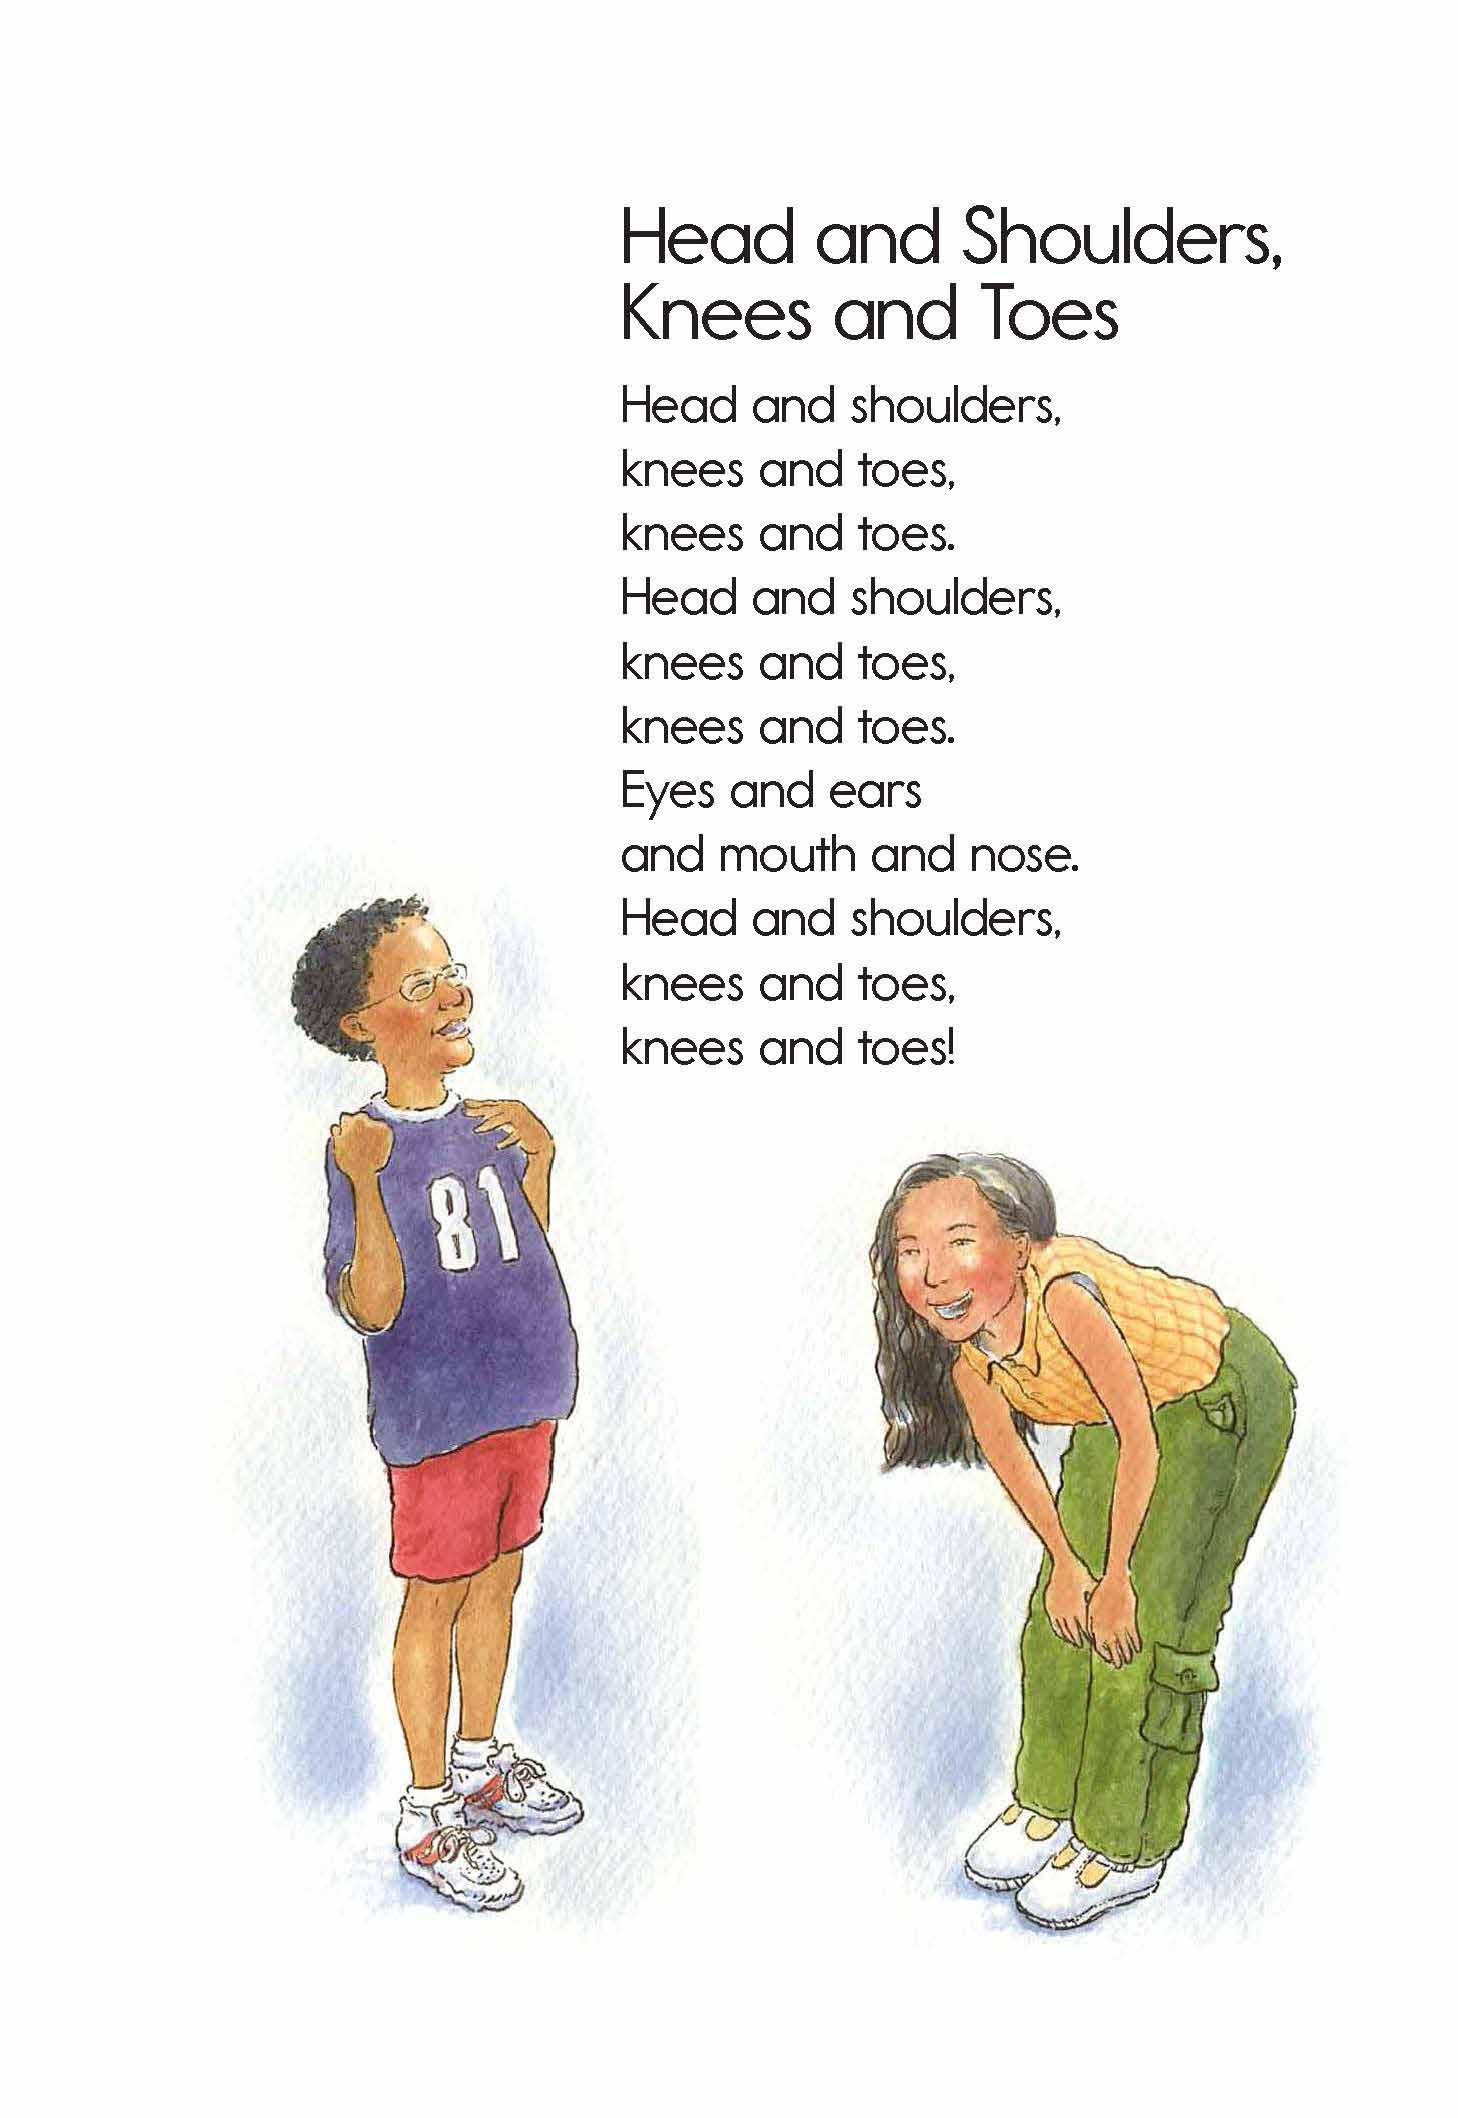 Head and Shoulders,
Knees and Toes
Head and shoulders,
knees and toes,
knees and toes.
Head and shoulders,
knees and toes,
knees and toes.
Eyes and ears
and mouth and nose.
Head and shoulders,
knees and toes,
knees and toes!
81